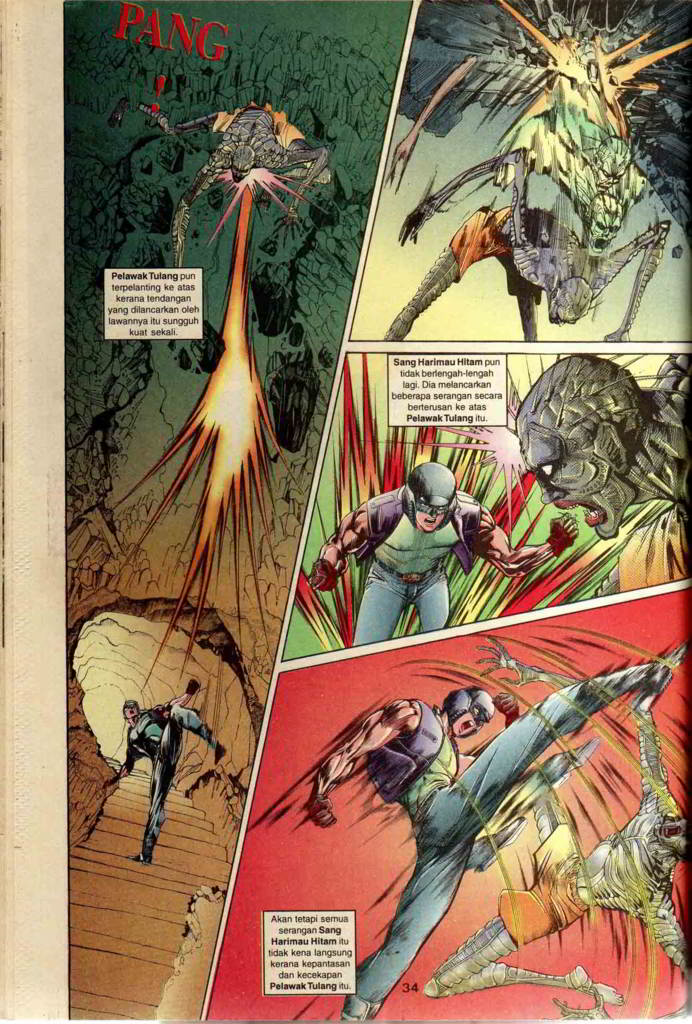 PANG
!
Pelawak Tulang pun
terpelanting ke atas
kerana tendangan
yang dilancarkan oleh
lawannya itu sungguh
kuat sekali.
Sang Harimau Hitam pun
tidak berlengah-lengah
lagi. Dia melancarkan
beberapa serangan secara
berterusan ke atas
Pelawak Tulang itu.
Akan tetapi semua
serangan Sang
Harimau Hitam itu
tidak kena langsung
kerana kepantasan
dan kecekapan
Pelawak Tulang itu.
34